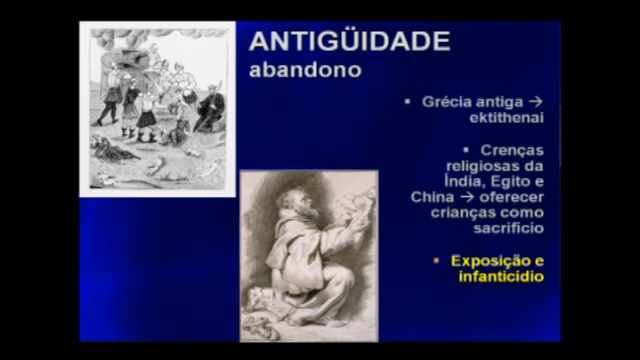 ANTIGÜIDADE
abandono
▪ Grécia antiga →
ektithenai
▪ Crenças
religiosas da
Índia, Egito e
China → oferecer
crianças como
sacrifício
▪ Exposição e
infanticídio